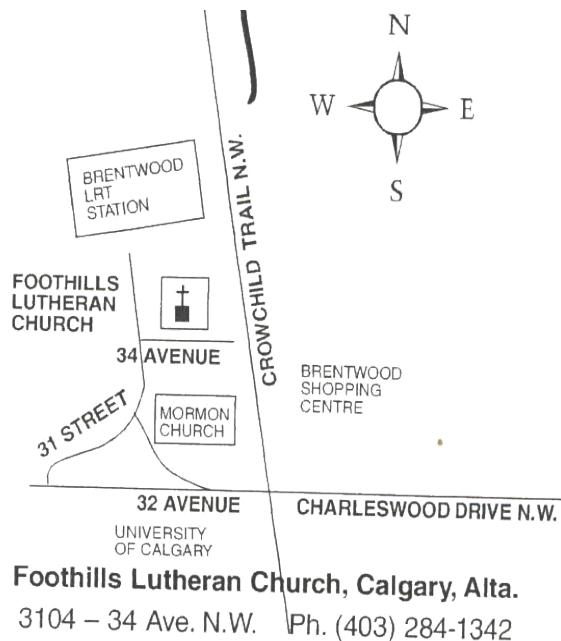 N
W E
S
BRENTWOOD
LRT
STATION
CROWCHILD TRAIL N.W.
FOOTHILLS
LUTHERAN
CHURCH
34 AVENUE
BRENTWOOD
SHOPPING
CENTRE
31 STREET
MORMON
CHURCH
32 AVENUE
CHARLESWOOD DRIVE N.W.
UNIVERSITY
OF CALGARY
Foothills Lutheran Church, Calgary, Alta.
3104 – 34 Ave. N.W. Ph. (403) 284-1342